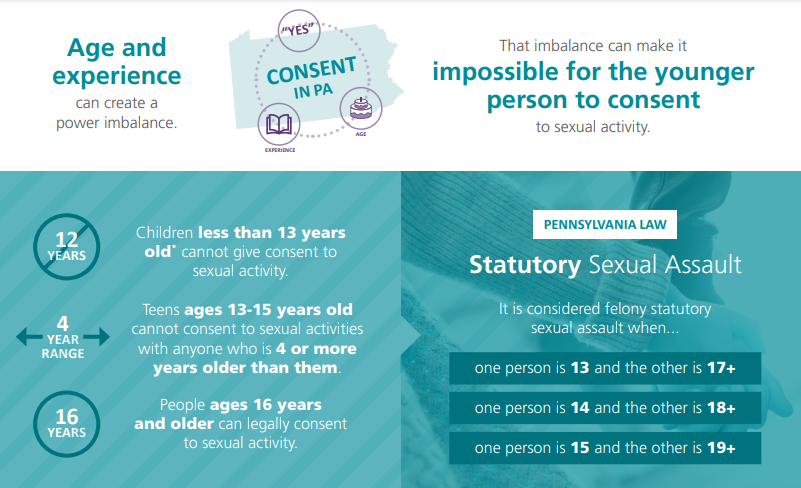 Age and
experience
can create a
power imbalance.
"YES"
CONSENT
IN PA
EXPERIENCE
AGE
That imbalance can make it
impossible for the younger
person to consent
to sexual activity.
12
YEARS
Children less than 13 years
old* cannot give consent to
sexual activity.
4
YEAR
RANGE
Teens ages 13-15 years old
cannot consent to sexual activities
with anyone who is 4 or more
years older than them.
16
YEARS
People ages 16 years
and older can legally consent
to sexual activity.
PENNSYLVANIA LAW
Statutory Sexual Assault
It is considered felony statutory
sexual assault when...
one person is 13 and the other is 17+
one person is 14 and the other is 18+
one person is 15 and the other is 19+